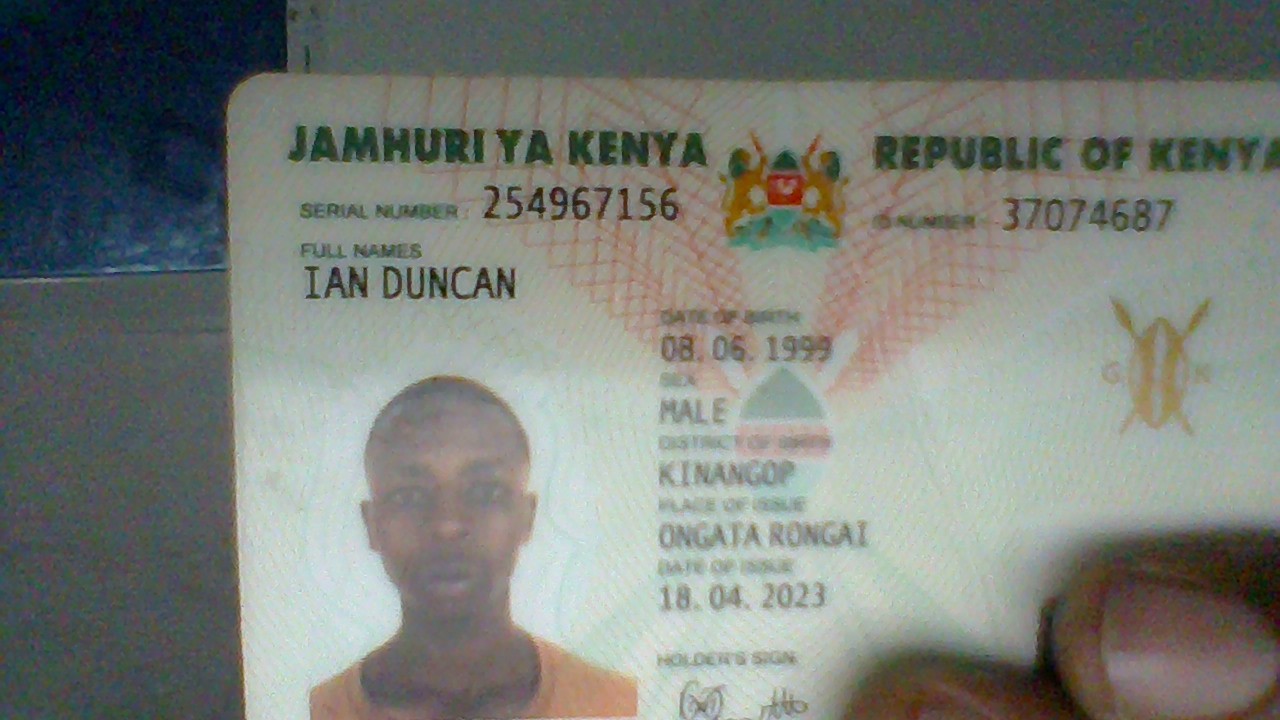 JAMHURI YA KENYA
REPUBLIC OF KENYA
SERIAL NUMBER : 254967156
ID NUMBER : 37074687
FULL NAMES
IAN DUNCAN
DATE OF BIRTH
08. 06. 1999
SEX
MALE
DISTRICT OF BIRTH
KINANGOP
PLACE OF ISSUE
ONGATA RONGAI
DATE OF ISSUE
18. 04. 2023
G K
HOLDER'S SIGN.